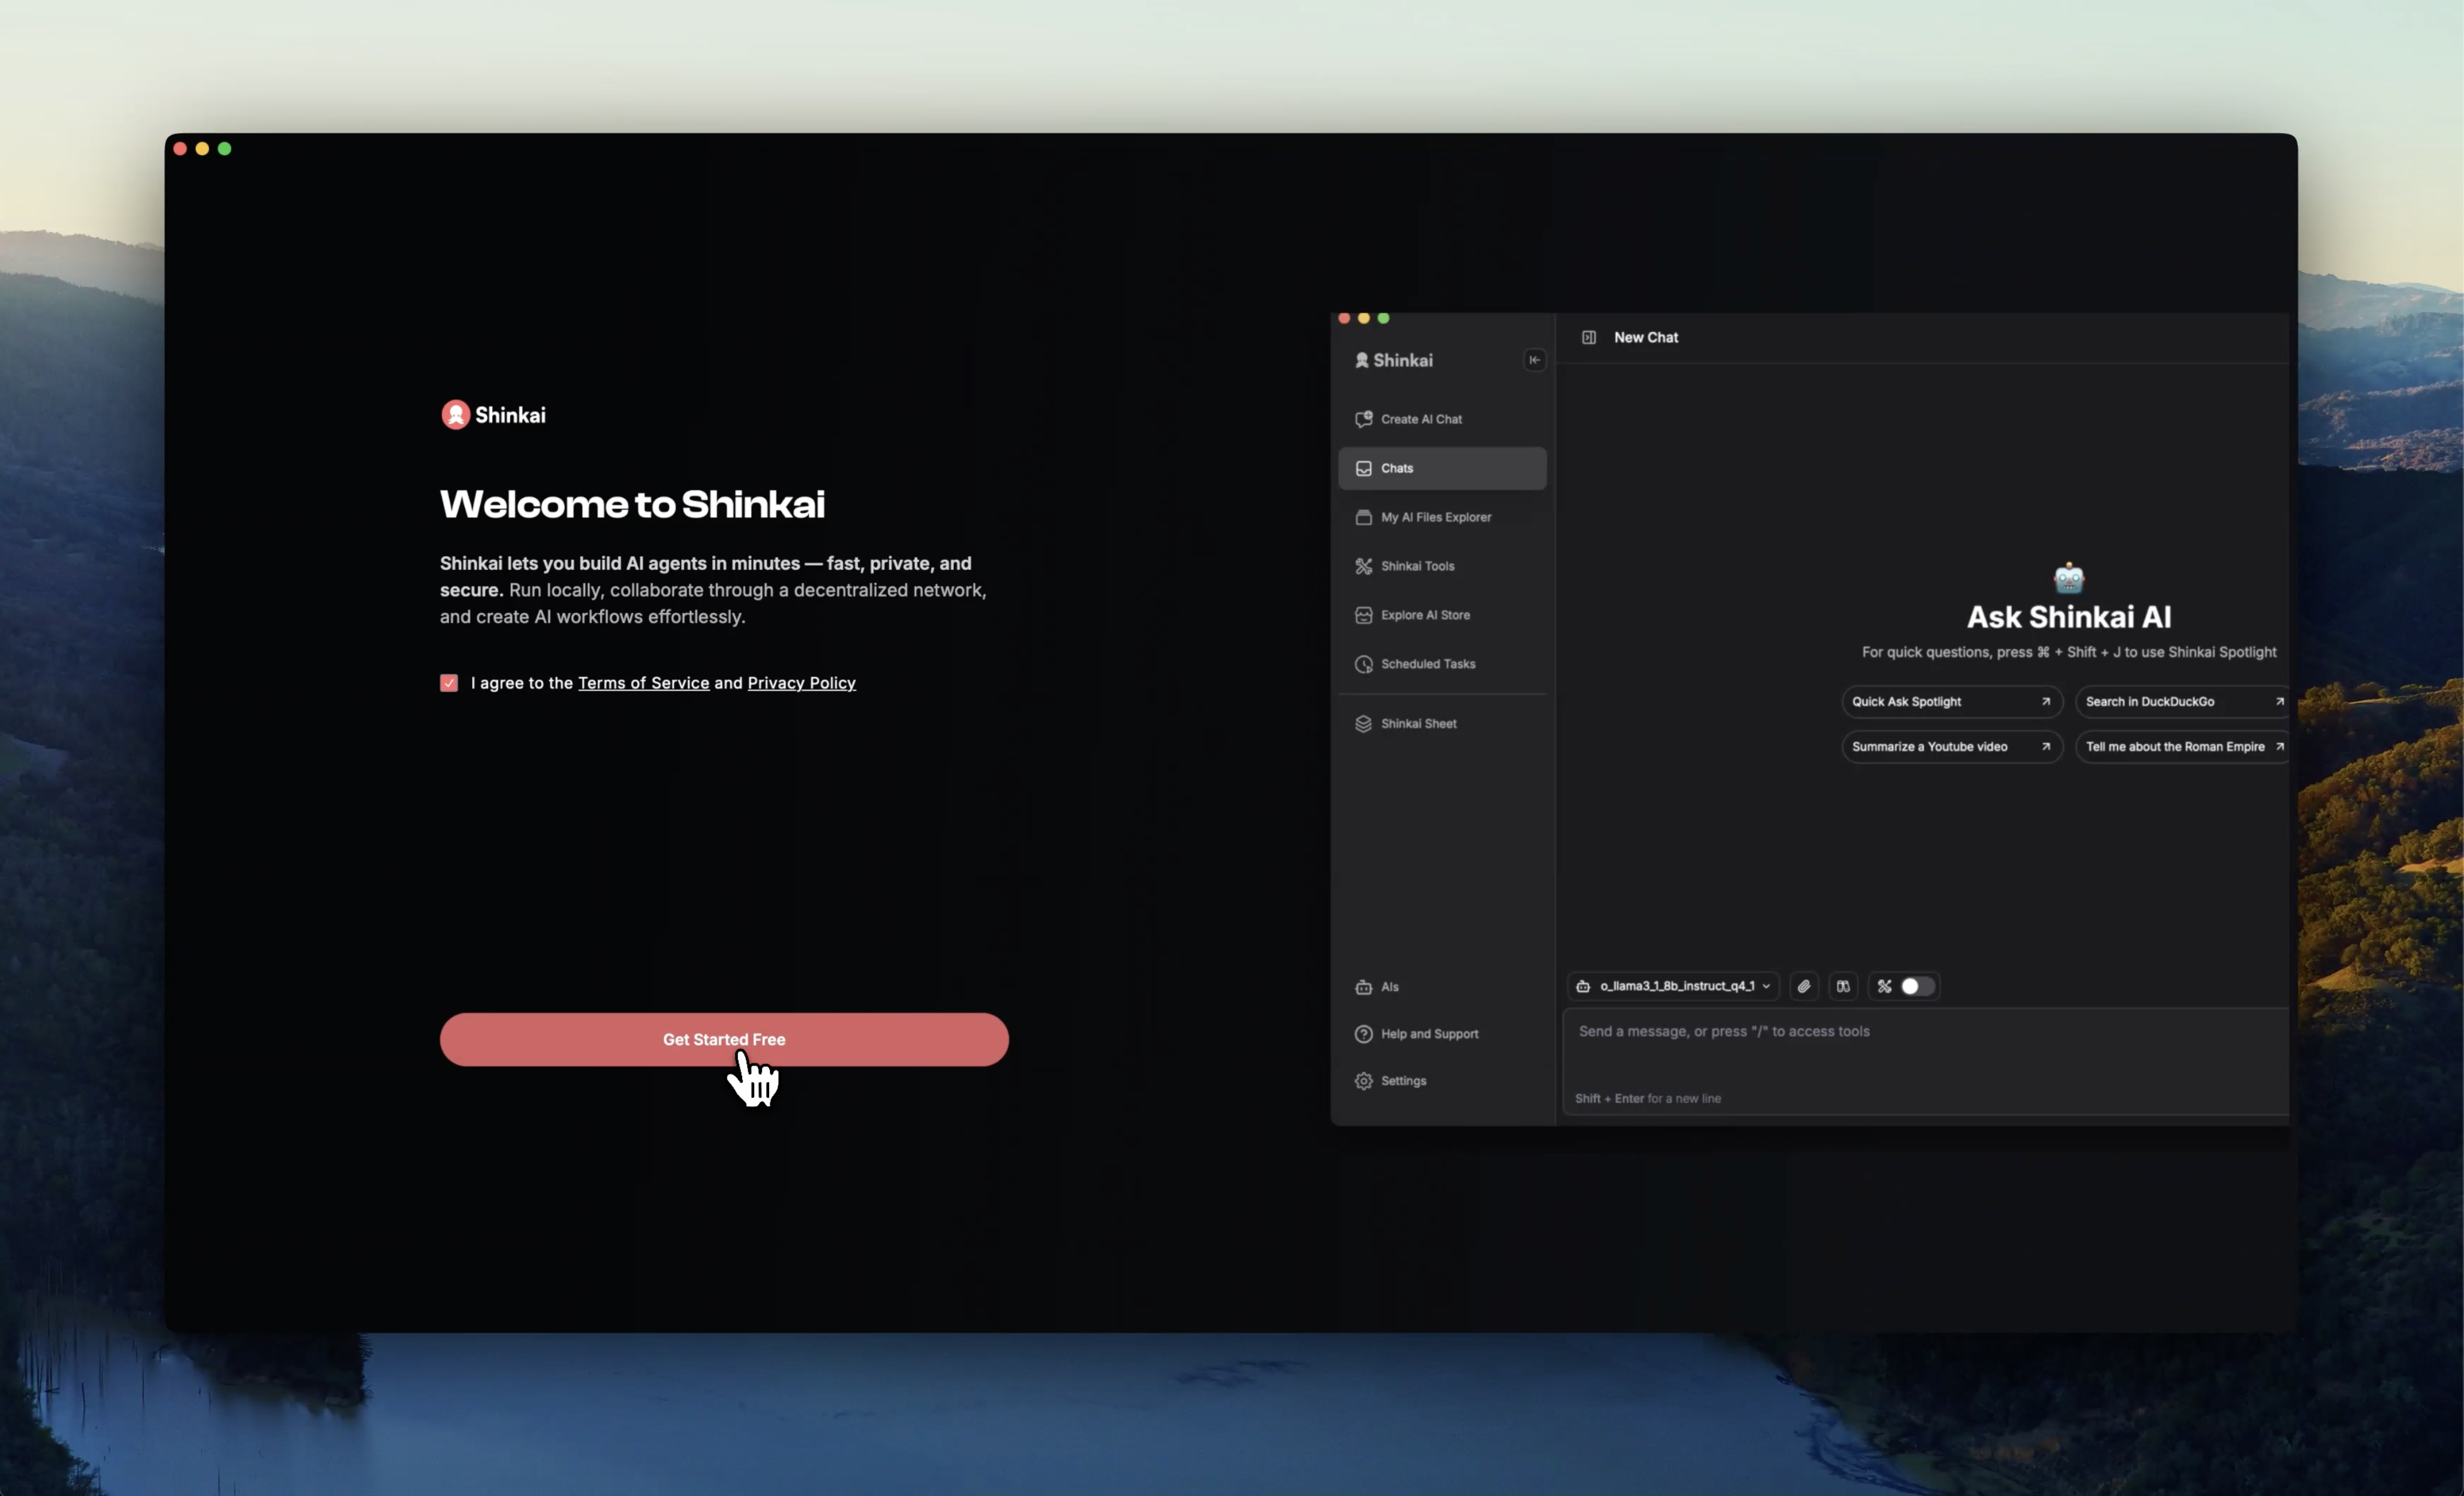 Shinkai
Welcome to Shinkai
Shinkai lets you build AI agents in minutes — fast, private, and
secure. Run locally, collaborate through a decentralized network,
and create AI workflows effortlessly.
I agree to the Terms of Service and Privacy Policy
Get Started Free
Shinkai
Create AI Chat
Chats
My AI Files Explorer
Shinkai Tools
Explore AI Store
Scheduled Tasks
Shinkai Sheet
AIs
Help and Support
Settings
New Chat
Ask Shinkai AI
For quick questions, press ⌘ + Shift + J to use Shinkai Spotlight
Quick Ask Spotlight
Search in DuckDuckGo
Summarize a Youtube video
Tell me about the Roman Empire
o_llama3_1_8b_instruct_q4_1
Send a message, or press "/" to access tools
Shift + Enter for a new line